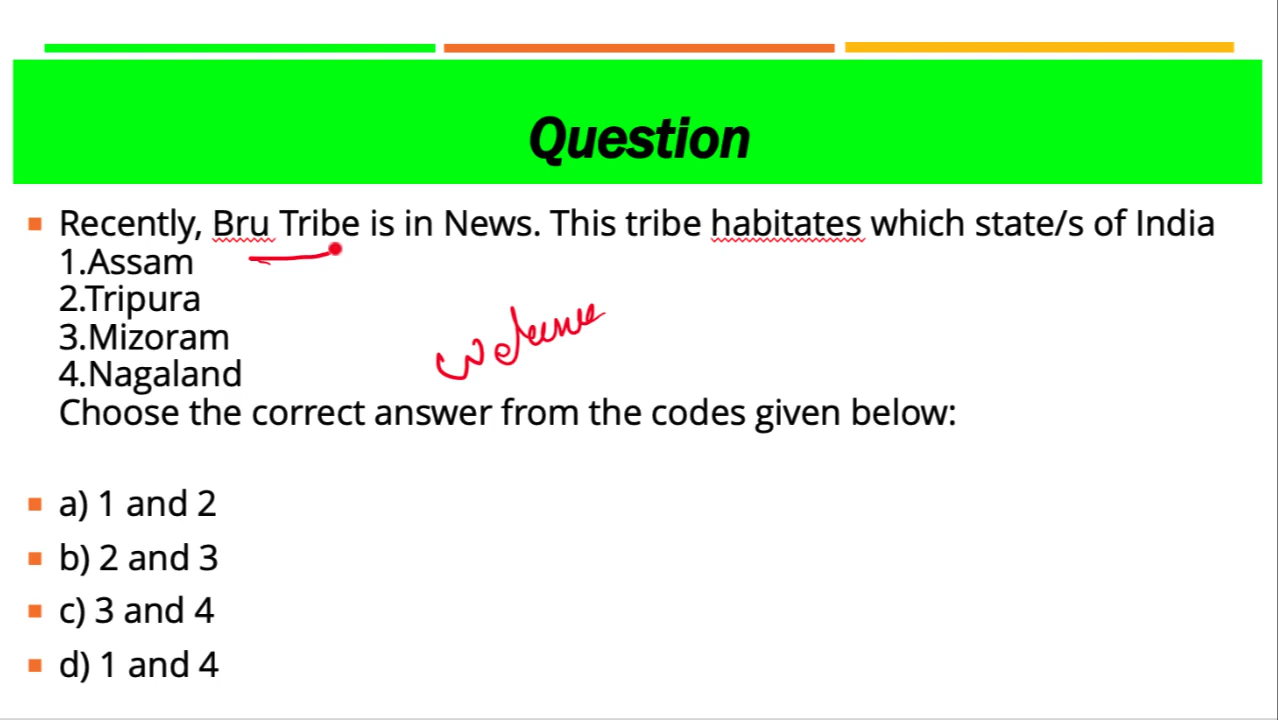 Question
Recently, Bru Tribe is in News. This tribe habitates which state/s of India
1.Assam
2.Tripura
3.Mizoram
4.Nagaland
Choose the correct answer from the codes given below:
a) 1 and 2
b) 2 and 3
c) 3 and 4
d) 1 and 4